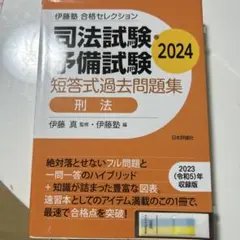 伊藤塾 合格セレクション
司法試験・
予備試験
2024
短答式過去問題集
刑法
伊藤 真 監修・伊藤塾 編
日本評論社
絶対落とせないフル問題と
一問一答のハイブリッド
+知識が詰まった豊富な図表・
速習本としてのアイテム満載のこの1冊で、
最速で合格点を突破!
2023
(令和5)年
収録版